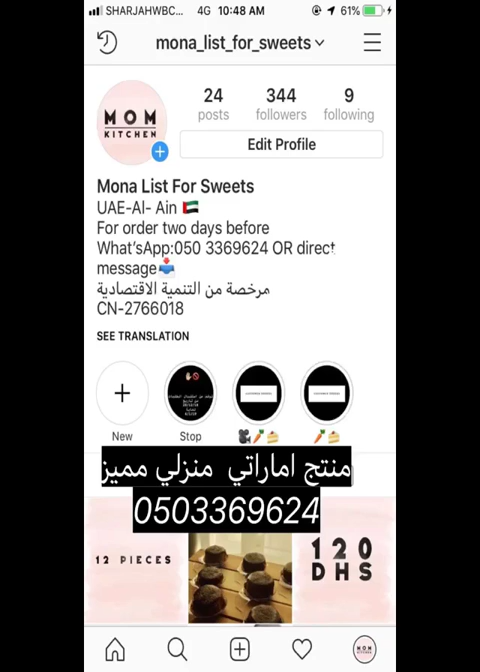 SHARJAHWBC... 4G 10:48 AM 61%
mona_list_for_sweets
MOM
KITCHEN
24 344 9
posts followers following
Edit Profile
Mona List For Sweets
UAE-Al- Ain 🇦🇪
For order two days before
What'sApp:050 3369624 OR direct
message📥
مرخصة من التنمية الاقتصادية
CN-2766018
SEE TRANSLATION
New Stop 🎥🥕🍰 🥕🍰
منتج اماراتي منزلي مميز
0503369624
12 PIECES
120
DHS